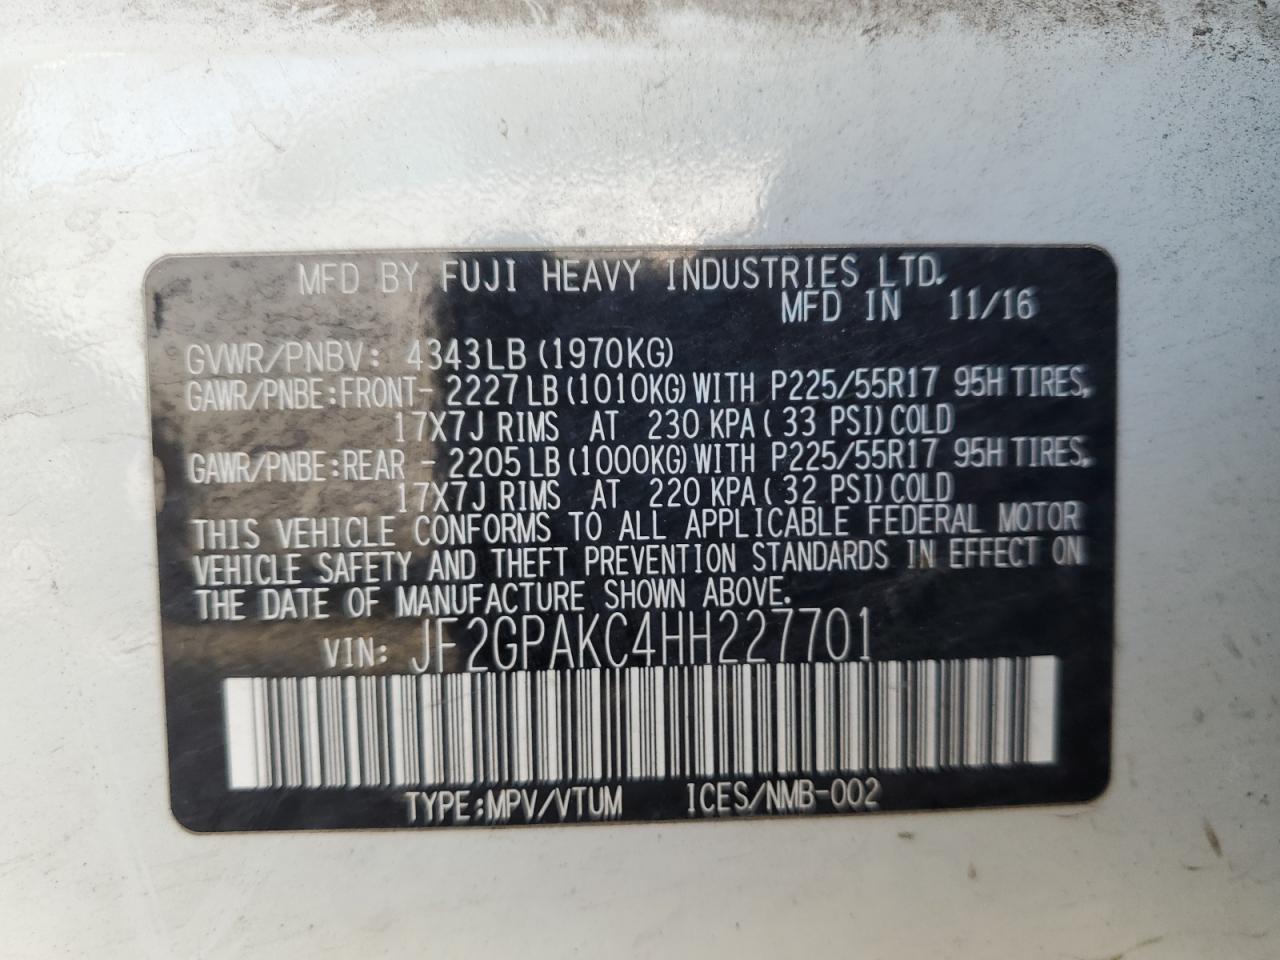 MFD BY FUJI HEAVY INDUSTRIES LTD.
MFD IN 11/16
GVWR/PNBV: 4343LB (1970KG)
GAWR/PNBE:FRONT- 2227 LB (1010KG) WITH P225/55R17 95H TIRES,
17X7J RIMS AT 230 KPA ( 33 PSI) COLD
GAWR/PNBE:REAR - 2205 LB (1000KG) WITH P225/55R17 95H TIRES,
17X7J RIMS AT 220 KPA ( 32 PSI) COLD
THIS VEHICLE CONFORMS TO ALL APPLICABLE FEDERAL MOTOR
VEHICLE SAFETY AND THEFT PREVENTION STANDARDS IN EFFECT ON
THE DATE OF MANUFACTURE SHOWN ABOVE.
VIN: JF2GPAKC4HH227701
TYPE:MPV/VTUM ICES/NMB-002